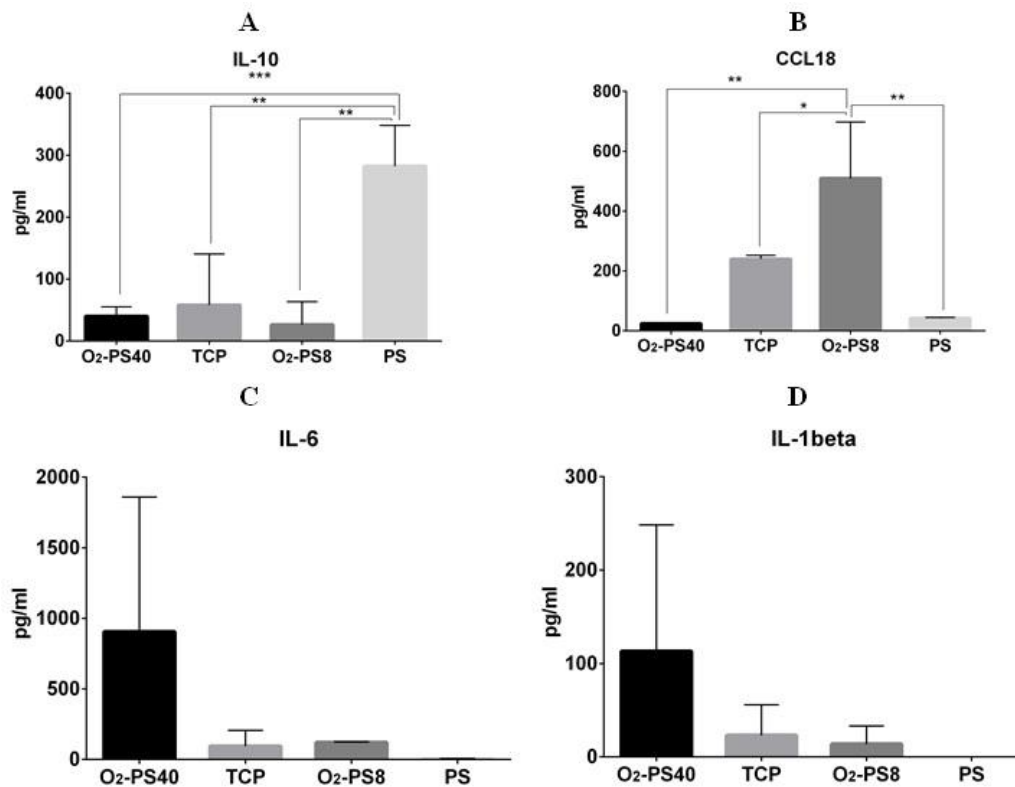 A
IL-10
***
**
**
400
300
200
100
0
pg/ml
O2-PS40 TCP O2-PS8 PS
B
CCL18
**
*
**
800
600
400
200
0
pg/ml
O2-PS40 TCP O2-PS8 PS
C
IL-6
2000
1500
1000
500
0
pg/ml
O2-PS40 TCP O2-PS8 PS
D
IL-1beta
300
200
100
0
pg/ml
O2-PS40 TCP O2-PS8 PS